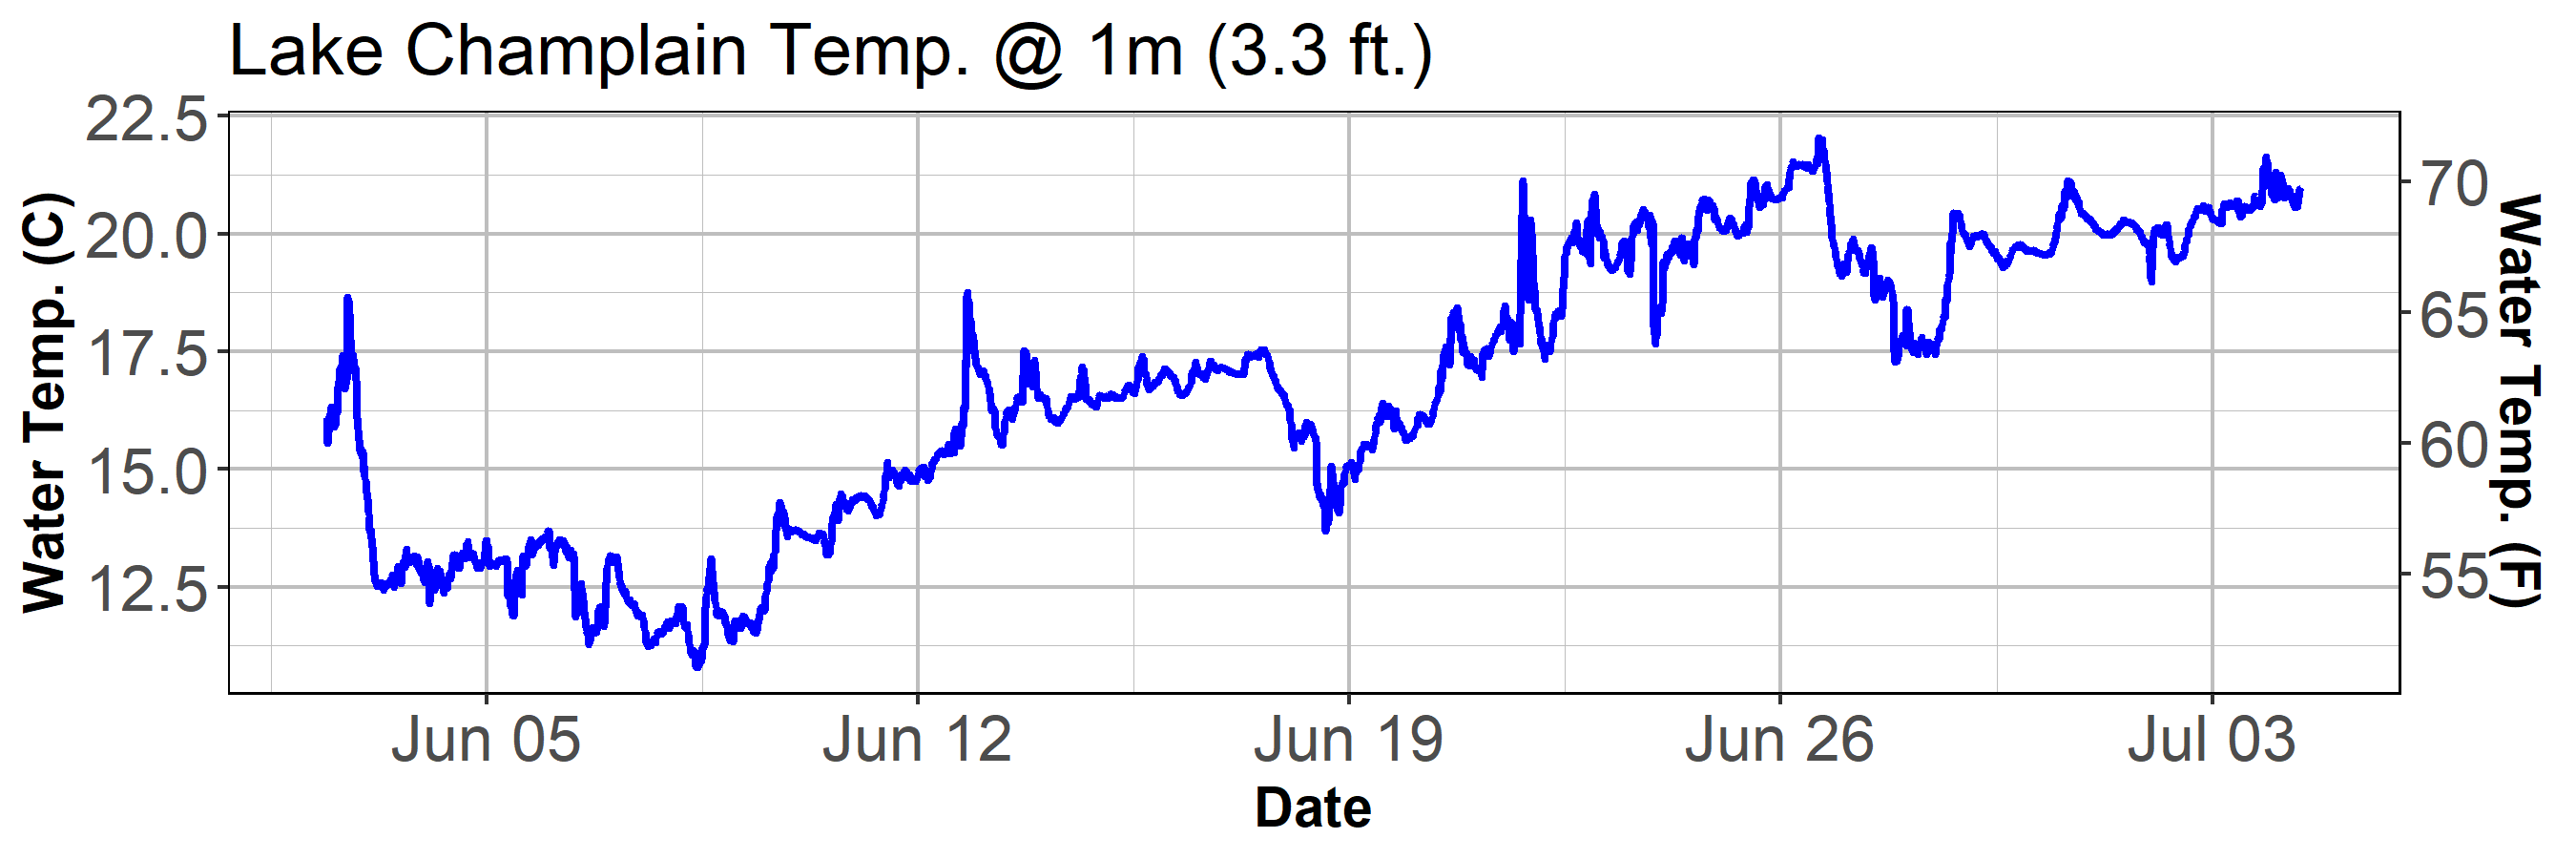 Lake Champlain Temp. @ 1m (3.3 ft.)
Water Temp. (C)
22.5
20.0
17.5
15.0
12.5
70
65
60
55
Water Temp. (F)
Jun 05 Jun 12 Jun 19 Jun 26 Jul 03
Date